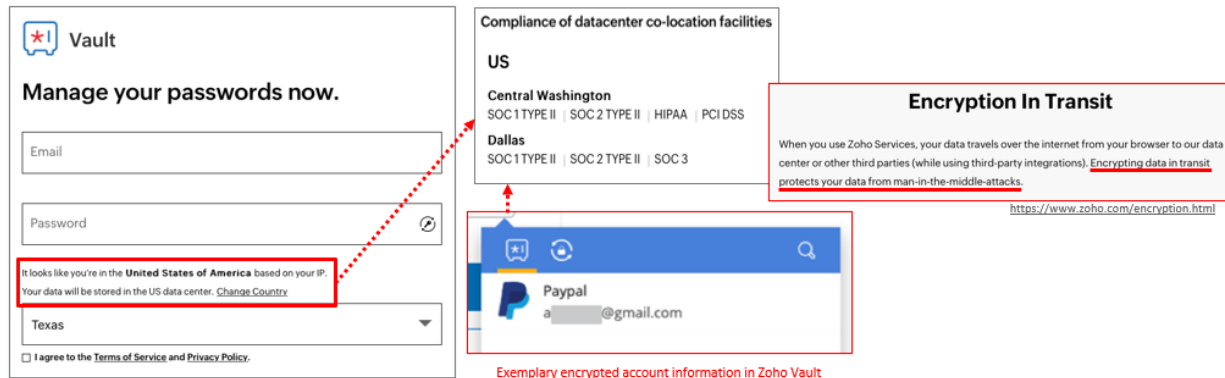 Vault
Manage your passwords now.
Email
Password
It looks like you're in the United States of America based on your IP.
Your data will be stored in the US data center. Change Country
Texas
I agree to the Terms of Service and Privacy Policy.
Compliance of datacenter co-location facilities
US
Central Washington
SOC 1 TYPE II | SOC 2 TYPE II | HIPAA | PCI DSS
Dallas
SOC 1 TYPE II | SOC 2 TYPE II | SOC 3
Paypal
a @gmail.com
Exemplary encrypted account information in Zoho Vault
Encryption In Transit
When you use Zoho Services, your data travels over the internet from your browser to our data
center or other third parties (while using third-party integrations). Encrypting data in transit
protects your data from man-in-the-middle-attacks.
https://www.zoho.com/encryption.html